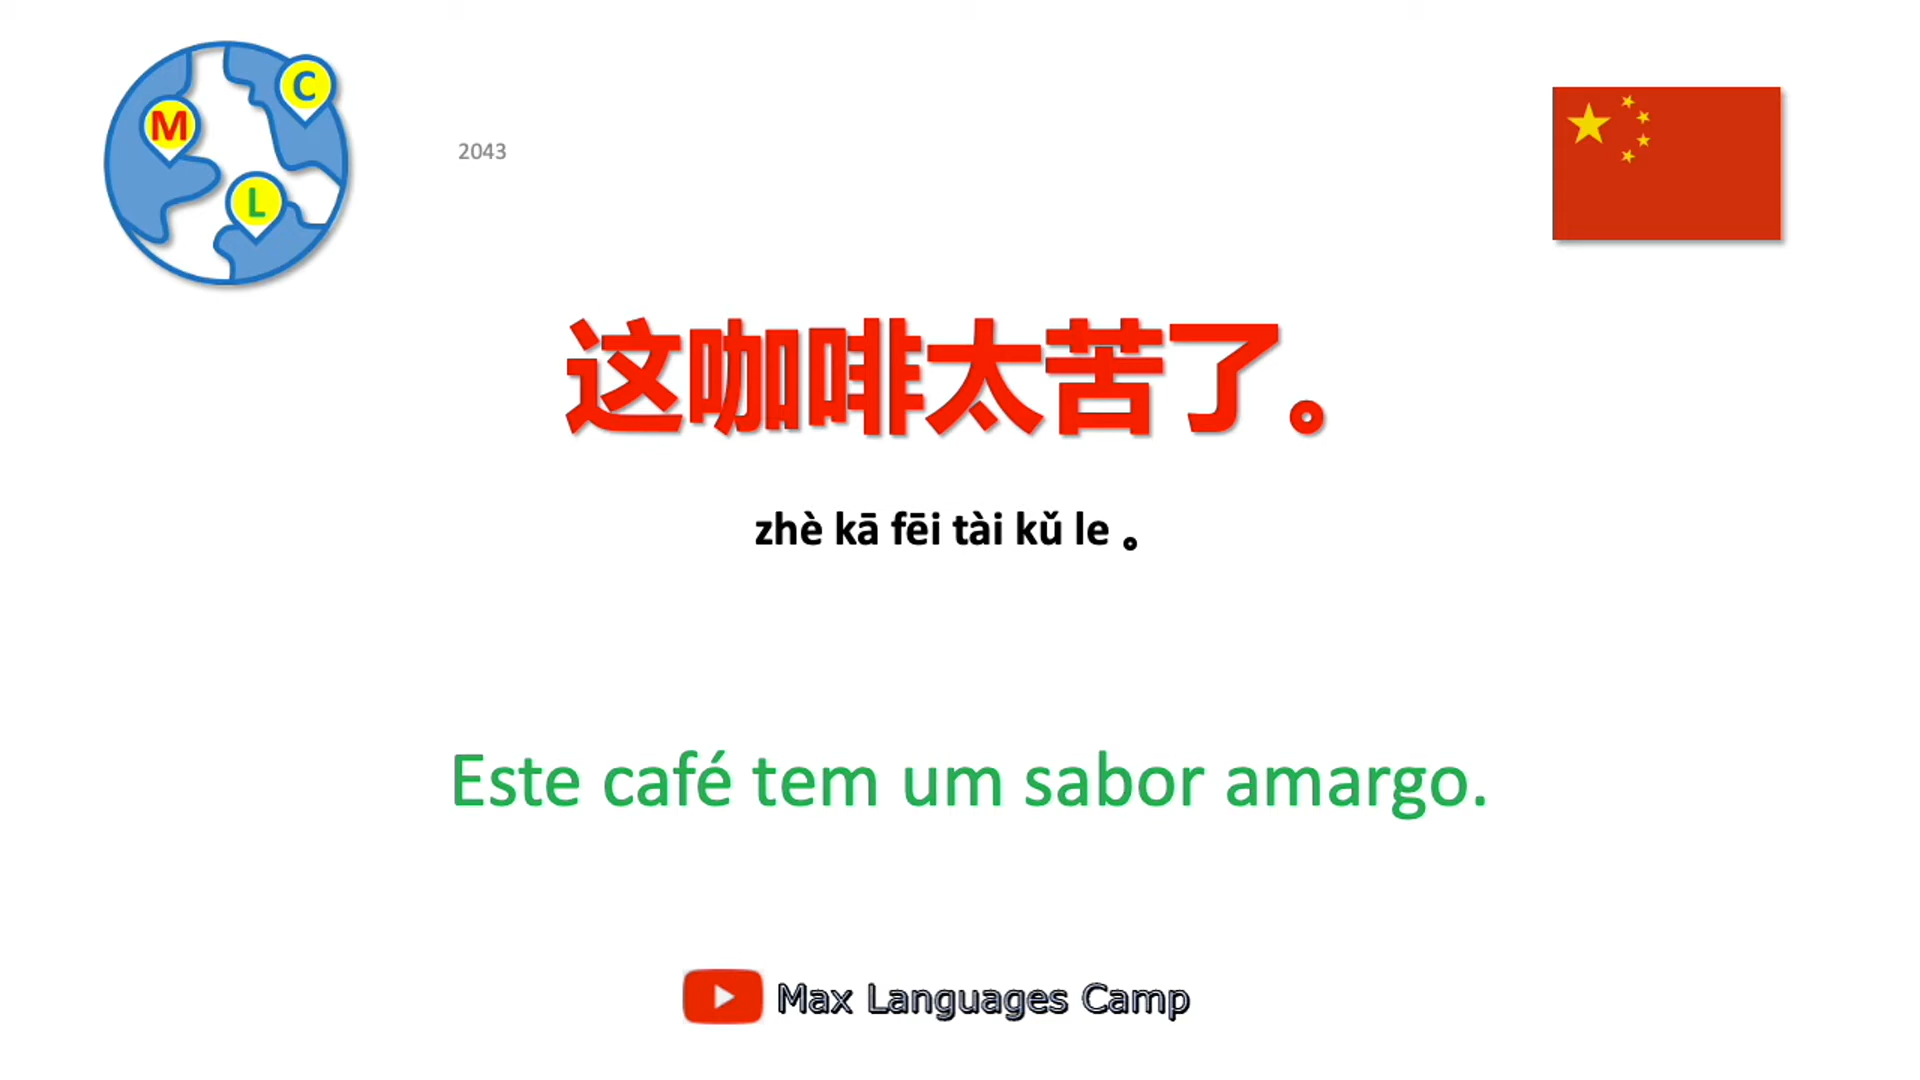 M
C
L
2043
这咖啡太苦了。
zhè kā fēi tài kǔ le 。
Este café tem um sabor amargo.
Max Languages Camp